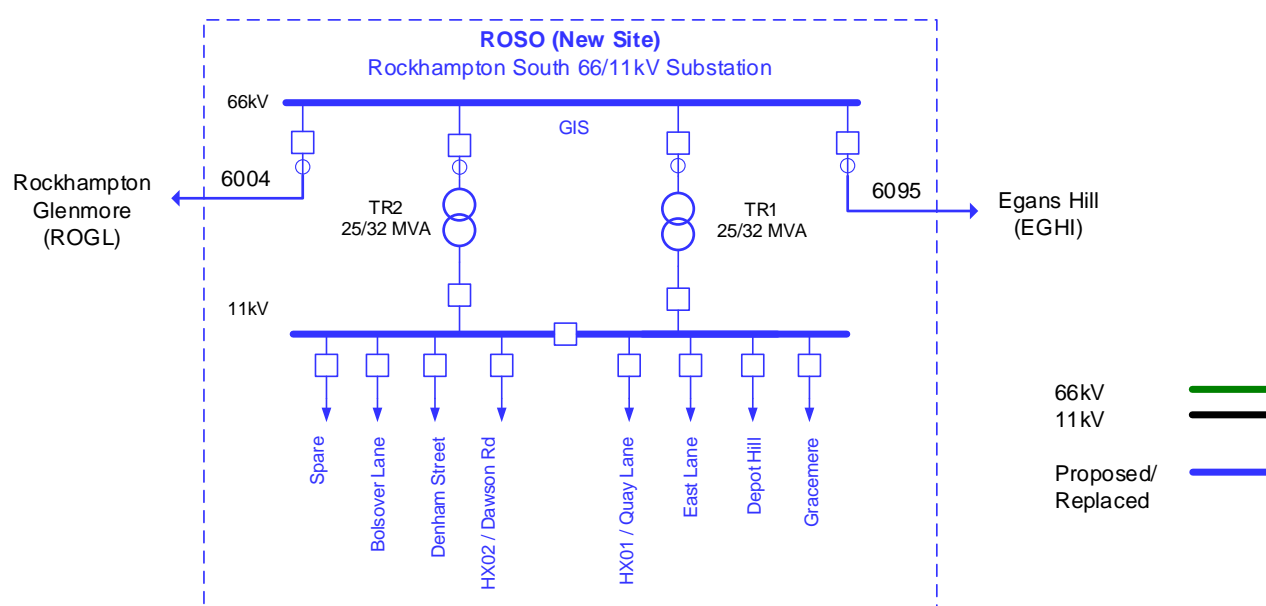 ROSO (New Site)
Rockhampton South 66/11kV Substation
66kV
GIS
Rockhampton
Glenmore
(ROGL)
6004
TR2
25/32 MVA
TR1
25/32 MVA
6095
Egans Hill
(EGHI)
11kV
Spare
Bolsover Lane
Denham Street
HX02 / Dawson Rd
HX01 / Quay Lane
East Lane
Depot Hill
Gracemere
66kV
11kV
Proposed/
Replaced